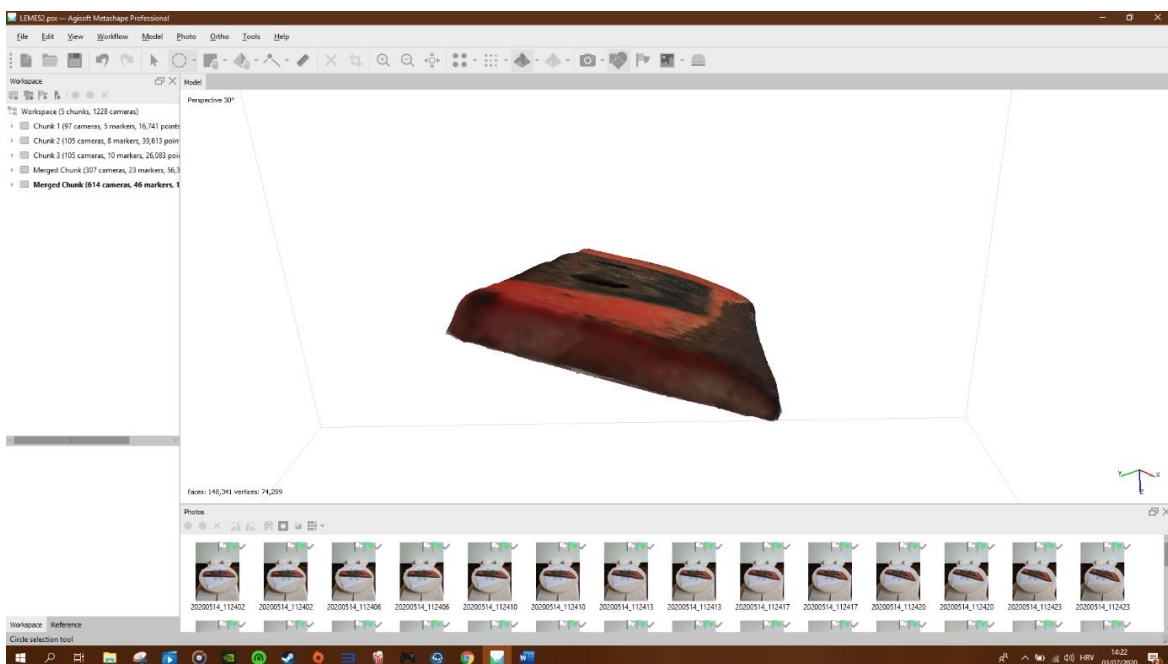 LEMES2.psx — Agisoft Metashape Professional
File Edit View Workflow Model Photo Ortho Tools Help
Workspace
Workspace (5 chunks, 1228 cameras)
Chunk 1 (97 cameras, 5 markers, 16,741 points
Chunk 2 (105 cameras, 8 markers, 39,613 poin
Chunk 3 (105 cameras, 10 markers, 26,083 poi
Merged Chunk (307 cameras, 23 markers, 56,3
Merged Chunk (614 cameras, 46 markers, 1
Model
Perspective 30°
Faces: 148,341 vertices: 74,289
Y X
Z
Photos
20200514_112402 20200514_112402 20200514_112406 20200514_112406 20200514_112410 20200514_112410 20200514_112413 20200514_112413 20200514_112417 20200514_112417 20200514_112420 20200514_112420 20200514_112423 20200514_112423
Workspace Reference
Circle selection tool
HRV
14:22
03/07/2020